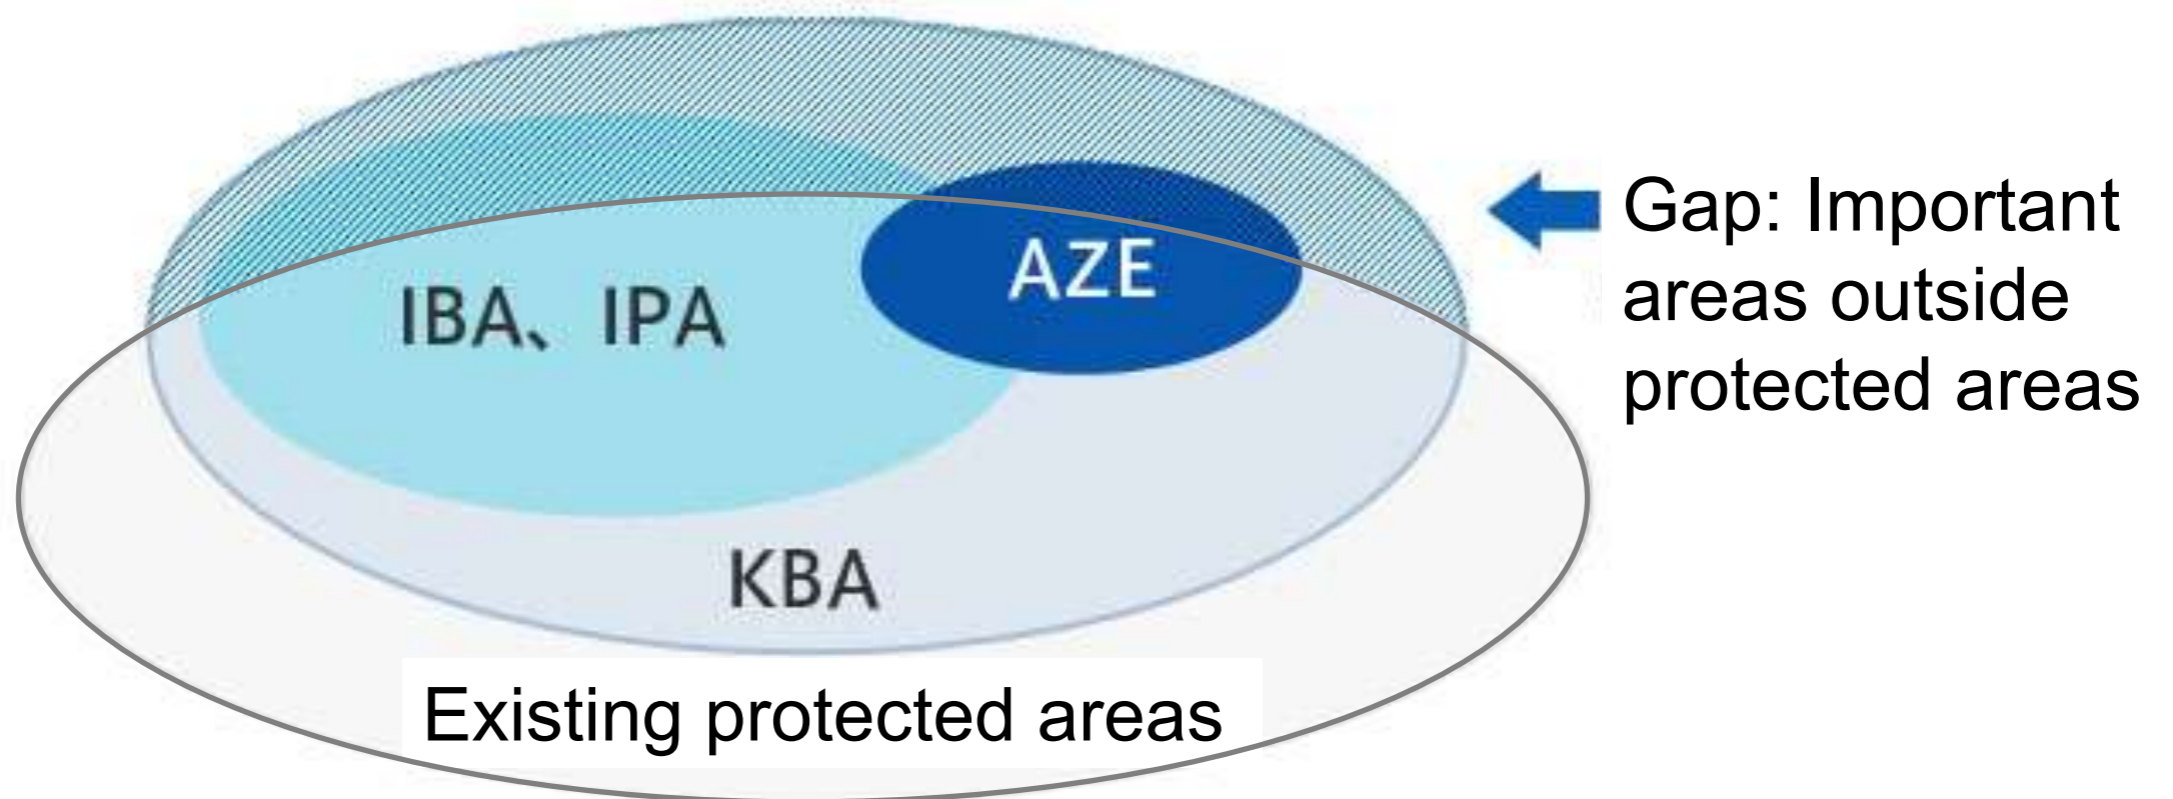 Gap: Important
areas outside
protected areas
AZE
IBA、IPA
KBA
Existing protected areas